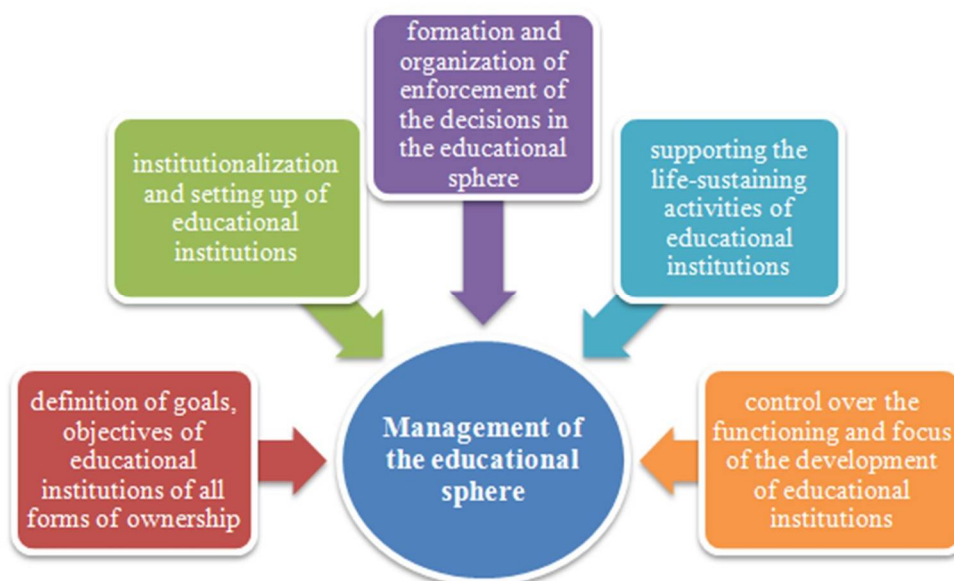 formation and
organization of
enforcement of
the decisions in
the educational
sphere
institutionalization
and setting up of
educational
institutions
supporting the
life-sustaining
activities of
educational
institutions
definition of goals,
objectives of
educational
institutions of all
forms of ownership
Management of
the educational
sphere
control over the
functioning and focus
of the development
of educational
institutions